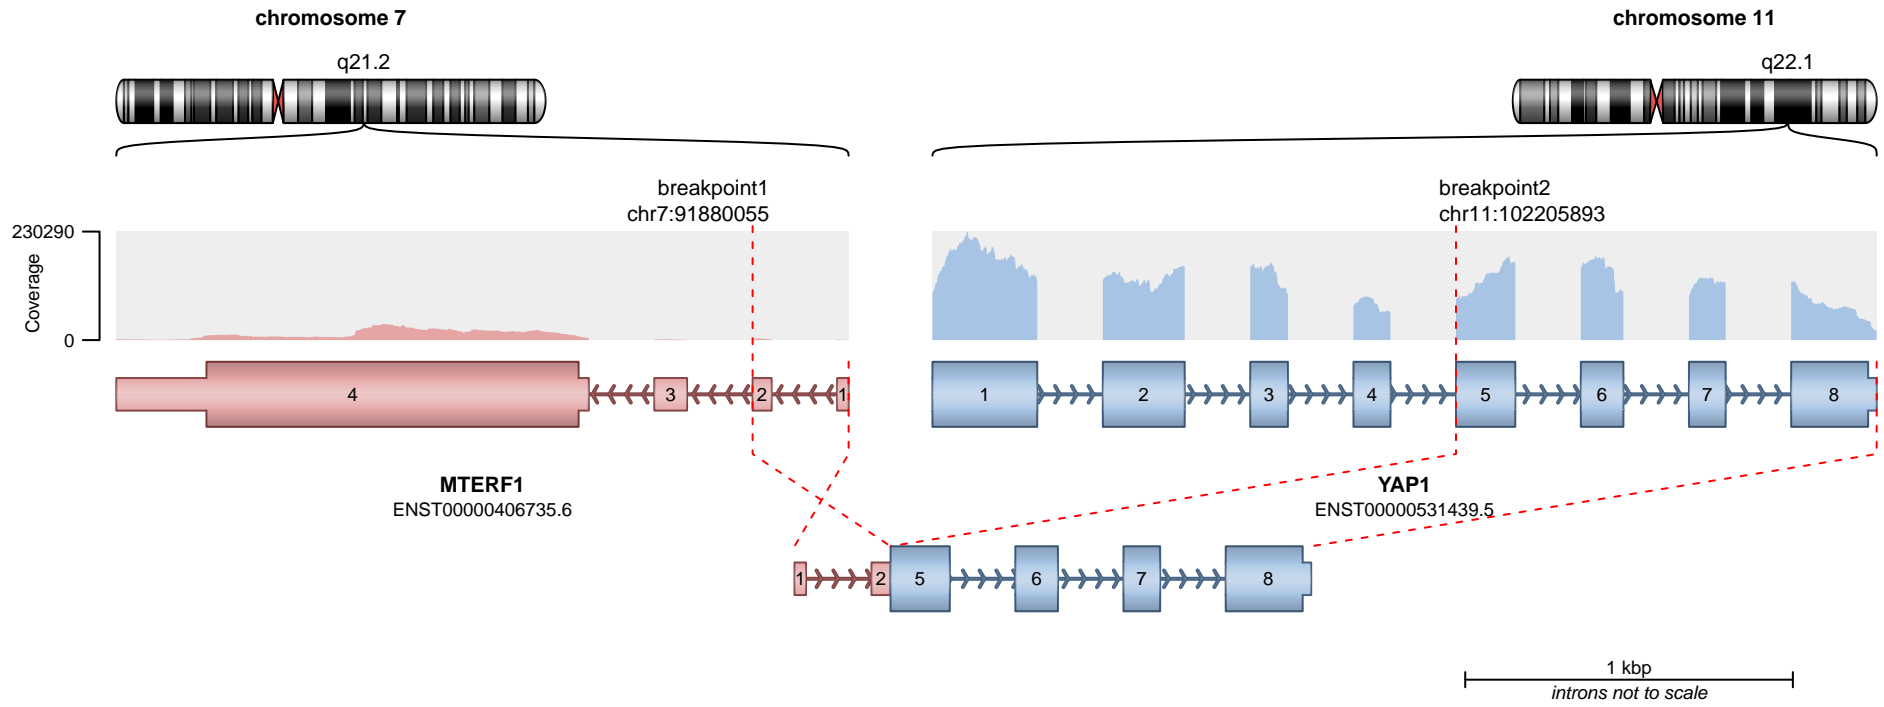 chromosome 7
chromosome 11
q21.2
q22.1
breakpoint1
chr7:91880055
breakpoint2
chr11:102205893
230290
Coverage
0
4
3
2
1
1
2
3
4
5
6
7
8
MTERF1
ENST00000406735.6
YAP1
ENST00000531439.5
1
2
5
6
7
8
1 kbp
introns not to scale